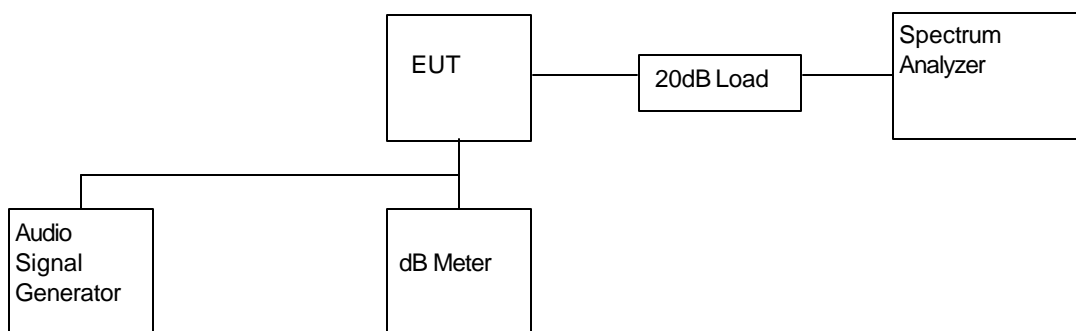 EUT
20dB Load
Spectrum
Analyzer
Audio
Signal
Generator
dB Meter